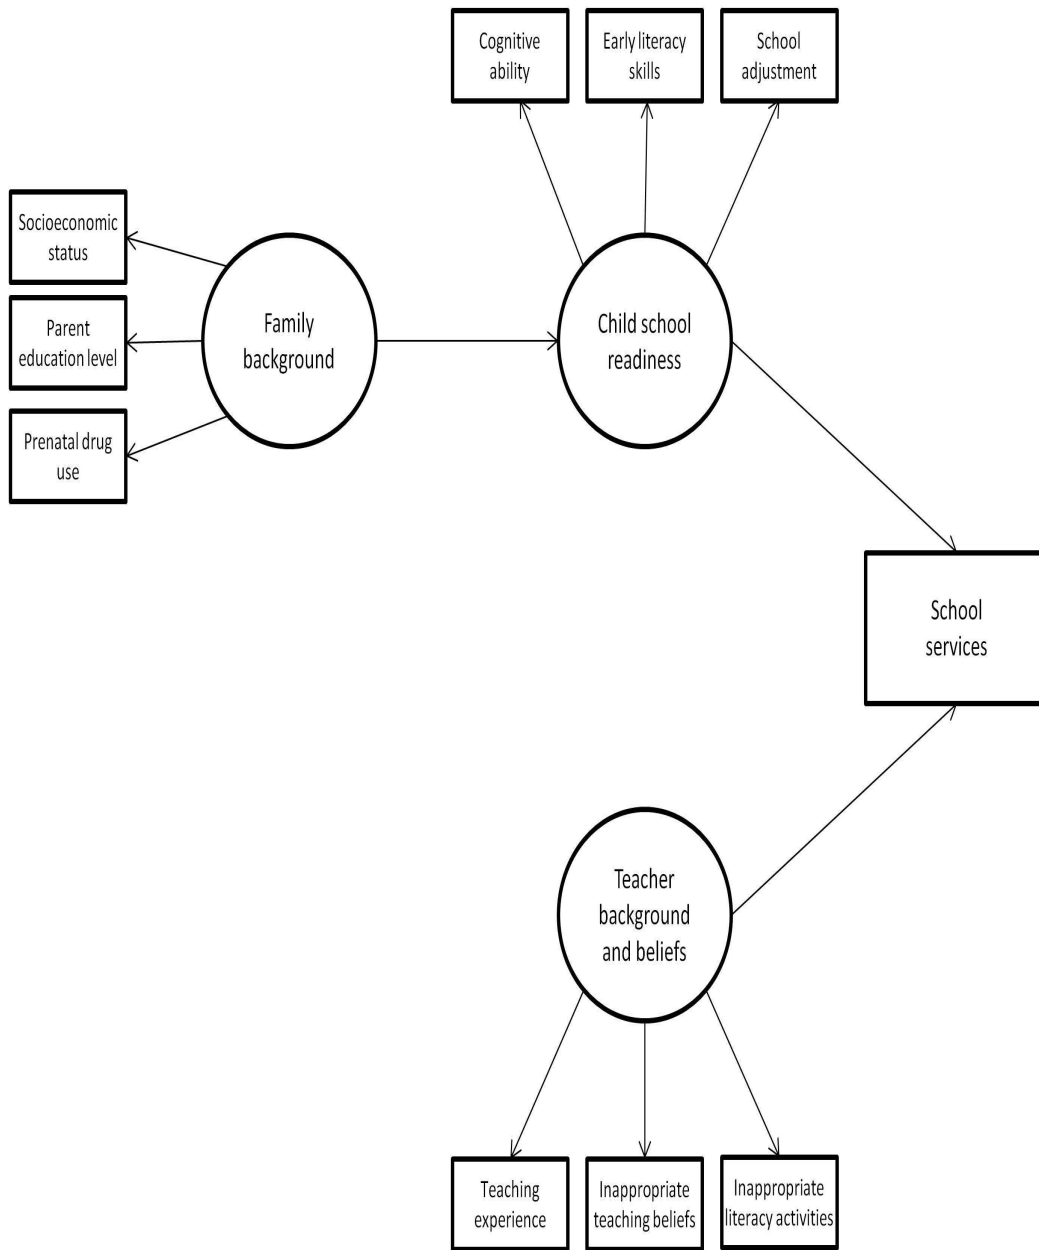 Cognitive
ability
Early literacy
skills
School
adjustment
Socioeconomic
status
Parent
education level
Prenatal drug
use
Family
background
Child school
readiness
School
services
Teacher
background
and beliefs
Teaching
experience
Inappropriate
teaching beliefs
Inappropriate
literacy activities